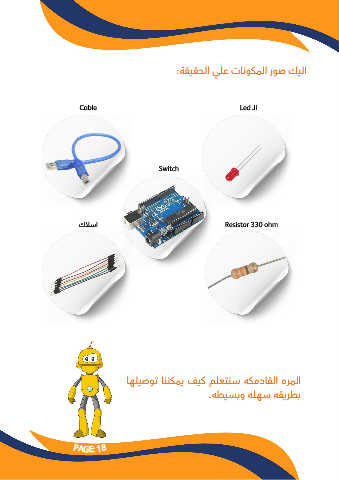 اليك صور المكونات علي الحقيقة:
Cable
ال Led
Switch
اسلاك
Resistor 330 ohm
المره القادمكه سنتعلم كيف يمكننا توصيلها
بطريقه سهله وبسيطه.
PAGE 18